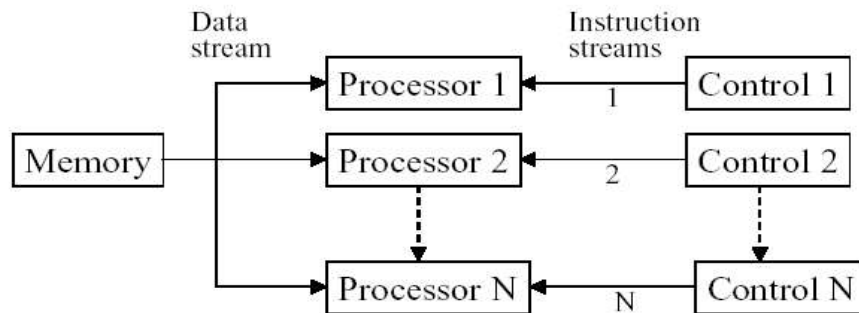 Data
stream
Instruction
streams
Processor 1
1
Control 1
Memory
Processor 2
2
Control 2
Processor N
N
Control N